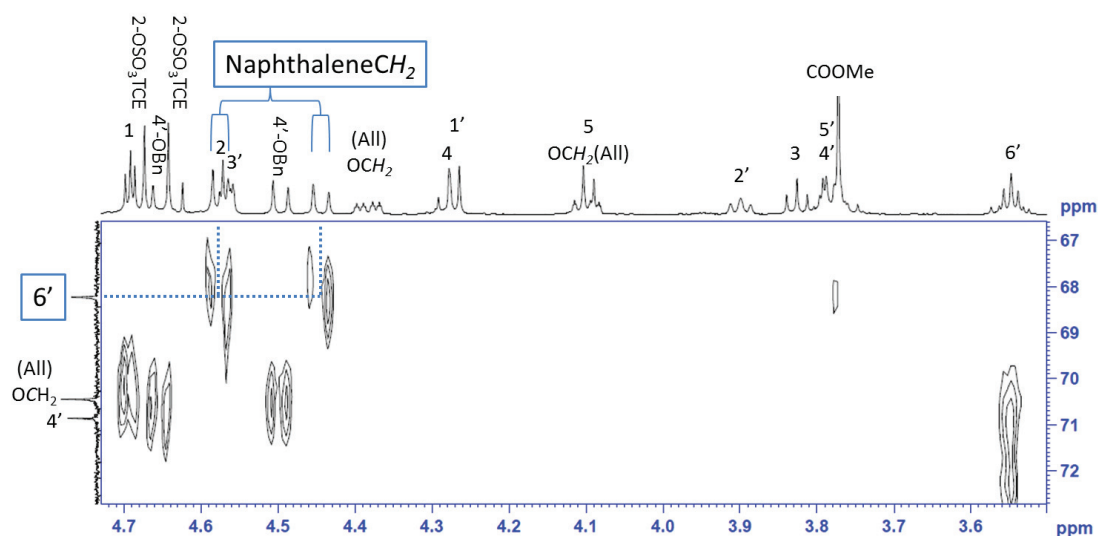 2-OSO₃TCE
2-OSO₃TCE
NaphthaleneCH₂
COOMe
1
4′-OBn
2
3′
4′-OBn
(All)
OCH₂
1′
4
5
OCH₂(All)
2′
3
5′
4′
6′
ppm
67
68
69
70
71
72
6′
(All)
OCH₂
4′
4.7
4.6
4.5
4.4
4.3
4.2
4.1
4.0
3.9
3.8
3.7
3.6
ppm